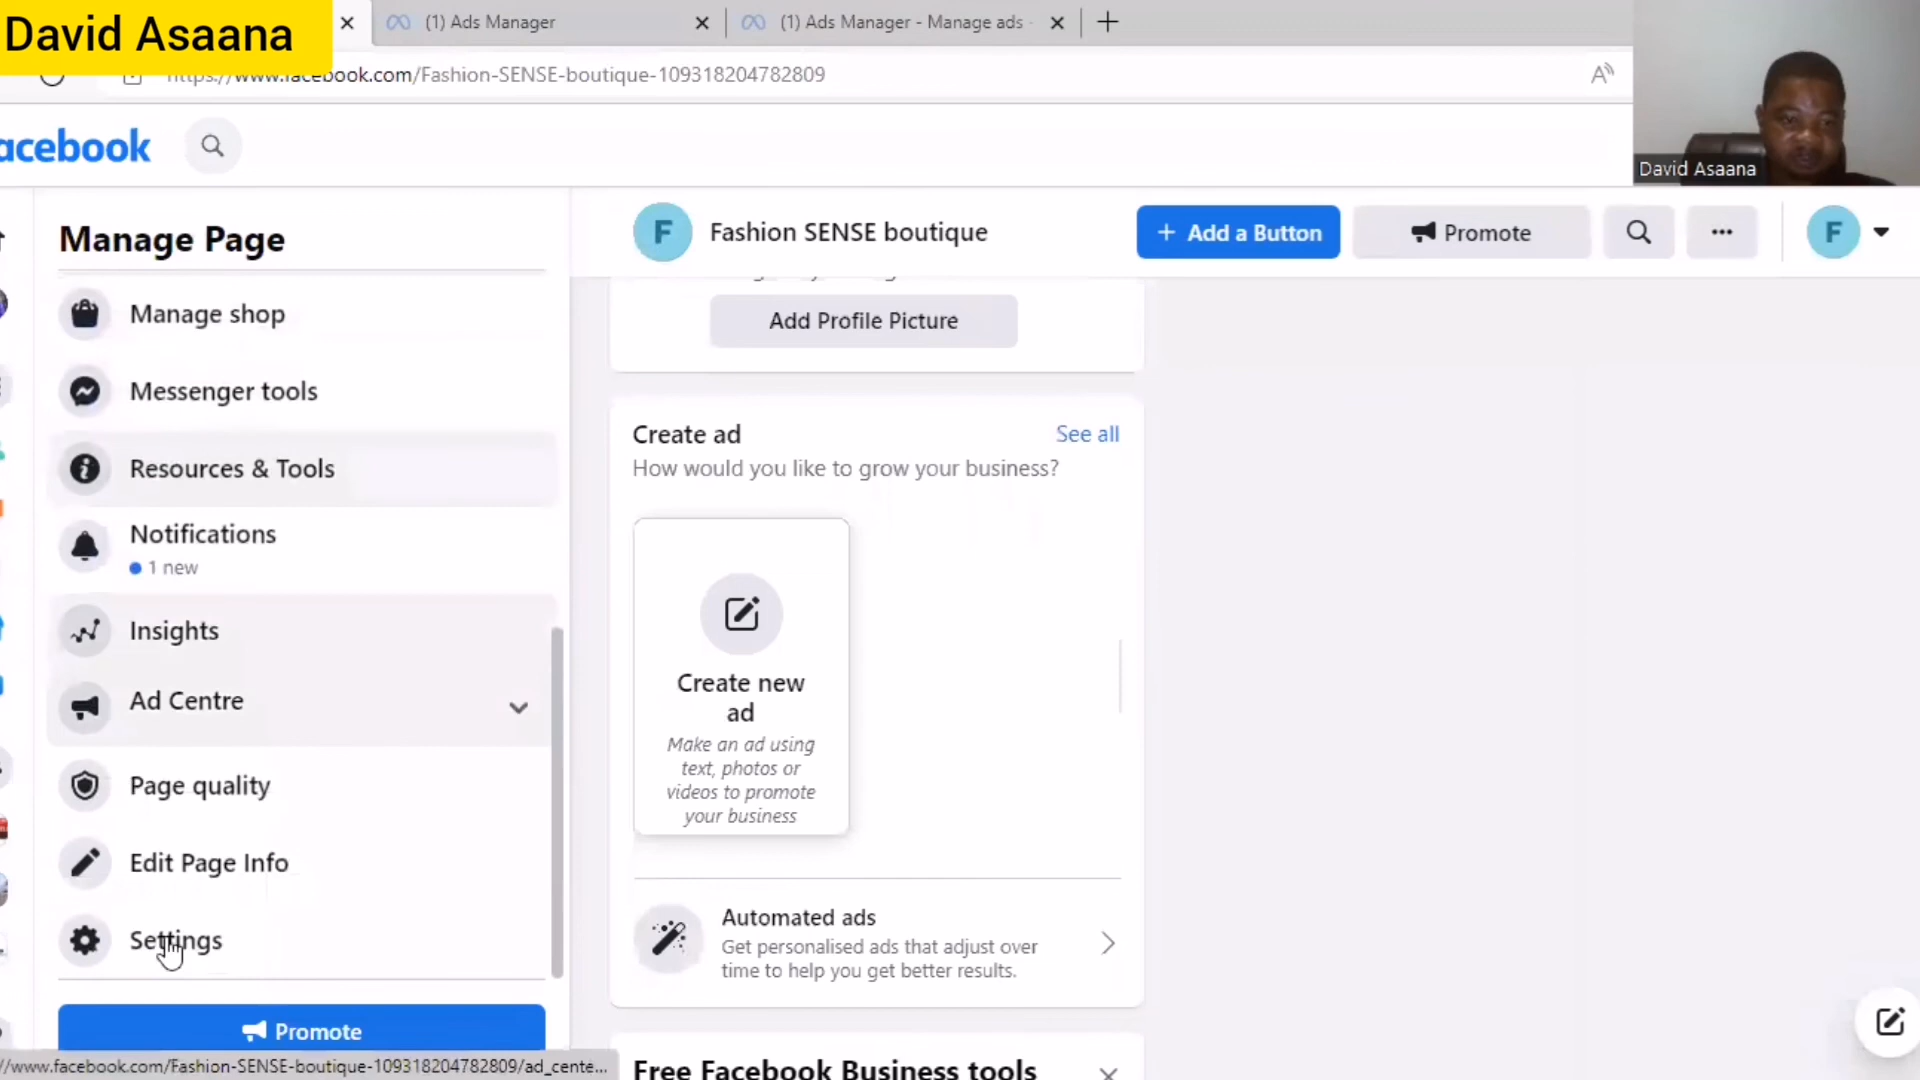 David Asaana
(1) Ads Manager
(1) Ads Manager - Manage ads -
https://www.facebook.com/Fashion-SENSE-boutique-109318204782809
acebook
David Asaana
Manage Page
Manage shop
Messenger tools
Resources & Tools
Notifications
1 new
Insights
Ad Centre
Page quality
Edit Page Info
Settings
Promote
//www.facebook.com/Fashion-SENSE-boutique-109318204782809/ad_cente...
F
Fashion SENSE boutique
+ Add a Button
Promote
F
Add Profile Picture
Create ad
See all
How would you like to grow your business?
Create new
ad
Make an ad using
text, photos or
videos to promote
your business
Automated ads
Get personalised ads that adjust over
time to help you get better results.
Free Facebook Business tools